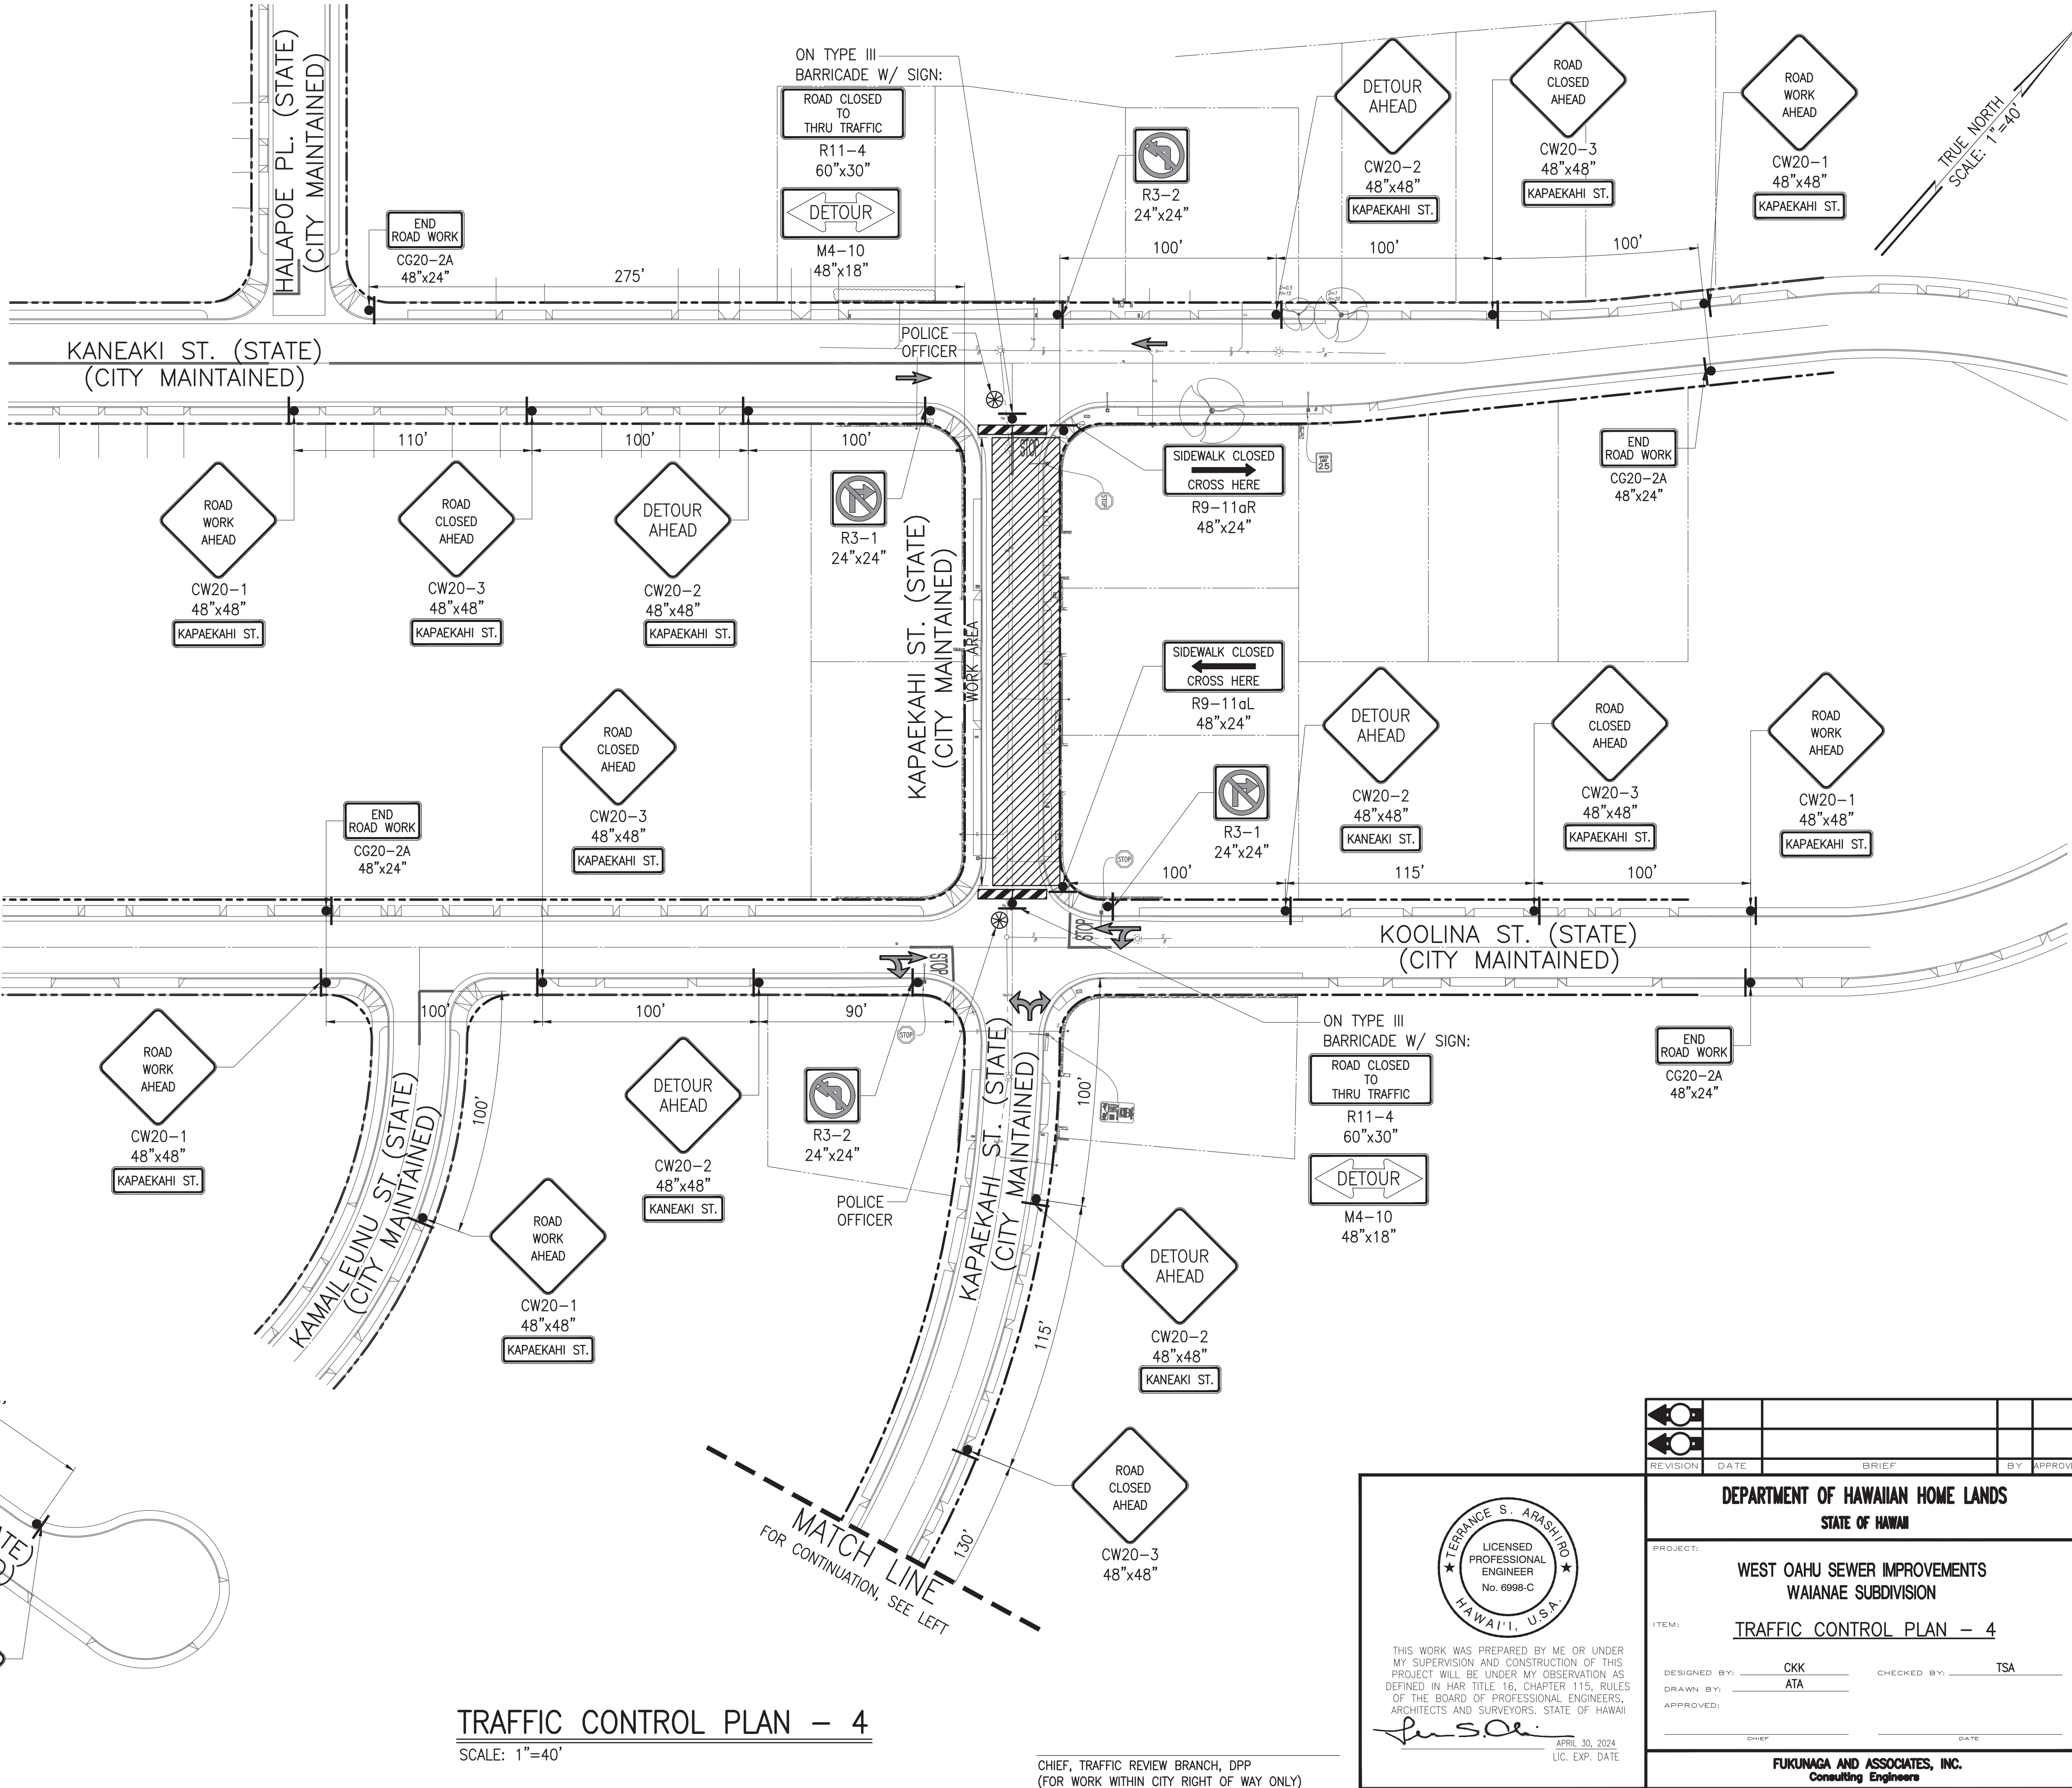 HALAPOE PL. (STATE)
(CITY MAINTAINED)
ON TYPE III
BARRICADE W/ SIGN:
ROAD CLOSED
TO
THRU TRAFFIC
R11-4
60"x30"
DETOUR
M4-10
48"x18"
R3-2
24"x24"
DETOUR
AHEAD
CW20-2
48"x48"
KAPAEKAHI ST.
ROAD
CLOSED
AHEAD
CW20-3
48"x48"
KAPAEKAHI ST.
ROAD
WORK
AHEAD
CW20-1
48"x48"
KAPAEKAHI ST.
TRUE NORTH
SCALE: 1"=40'
END
ROAD WORK
CG20-2A
48"x24"
275'
100'
100'
100'
KANEAKI ST. (STATE)
(CITY MAINTAINED)
POLICE
OFFICER
110'
100'
100'
STOP
ROAD
WORK
AHEAD
CW20-1
48"x48"
KAPAEKAHI ST.
ROAD
CLOSED
AHEAD
CW20-3
48"x48"
KAPAEKAHI ST.
DETOUR
AHEAD
CW20-2
48"x48"
KAPAEKAHI ST.
R3-1
24"x24"
KAPAEKAHI ST. (STATE)
(CITY MAINTAINED)
WORK AREA
STOP
SIDEWALK CLOSED
CROSS HERE
R9-11aR
48"x24"
SPEED
LIMIT
25
END
ROAD WORK
CG20-2A
48"x24"
SIDEWALK CLOSED
CROSS HERE
R9-11aL
48"x24"
END
ROAD WORK
CG20-2A
48"x24"
ROAD
CLOSED
AHEAD
CW20-3
48"x48"
KAPAEKAHI ST.
R3-1
24"x24"
DETOUR
AHEAD
CW20-2
48"x48"
KANEAKI ST.
ROAD
CLOSED
AHEAD
CW20-3
48"x48"
KAPAEKAHI ST.
ROAD
WORK
AHEAD
CW20-1
48"x48"
KAPAEKAHI ST.
STOP
100'
115'
100'
STOP
STOP
KOOLINA ST. (STATE)
(CITY MAINTAINED)
100'
100'
90'
STOP
ROAD
WORK
AHEAD
CW20-1
48"x48"
KAPAEKAHI ST.
KAMAILEUNU ST. (STATE)
(CITY MAINTAINED)
100'
ROAD
WORK
AHEAD
CW20-1
48"x48"
KAPAEKAHI ST.
DETOUR
AHEAD
CW20-2
48"x48"
KANEAKI ST.
R3-2
24"x24"
POLICE
OFFICER
KAPAEKAHI ST. (STATE)
(CITY MAINTAINED)
100'
115'
130'
ON TYPE III
BARRICADE W/ SIGN:
ROAD CLOSED
TO
THRU TRAFFIC
R11-4
60"x30"
DETOUR
M4-10
48"x18"
END
ROAD WORK
CG20-2A
48"x24"
DETOUR
AHEAD
CW20-2
48"x48"
KANEAKI ST.
ROAD
CLOSED
AHEAD
CW20-3
48"x48"
MATCH LINE
FOR CONTINUATION, SEE LEFT
TRAFFIC CONTROL PLAN - 4
SCALE: 1"=40'
CHIEF, TRAFFIC REVIEW BRANCH, DPP
(FOR WORK WITHIN CITY RIGHT OF WAY ONLY)
TERRANCE S. ARASHIRO
LICENSED
PROFESSIONAL
ENGINEER
No. 6998-C
HAWAI'I, U.S.A.
THIS WORK WAS PREPARED BY ME OR UNDER
MY SUPERVISION AND CONSTRUCTION OF THIS
PROJECT WILL BE UNDER MY OBSERVATION AS
DEFINED IN HAR TITLE 16, CHAPTER 115, RULES
OF THE BOARD OF PROFESSIONAL ENGINEERS,
ARCHITECTS AND SURVEYORS. STATE OF HAWAII
APRIL 30, 2024
LIC. EXP. DATE
REVISION DATE BRIEF BY
DEPARTMENT OF HAWAIIAN HOME LANDS
STATE OF HAWAII
PROJECT:
WEST OAHU SEWER IMPROVEMENTS
WAIANAE SUBDIVISION
ITEM: TRAFFIC CONTROL PLAN - 4
DESIGNED BY: CKK CHECKED BY: TSA
DRAWN BY: ATA
APPROVED:
CHIEF DATE
FUKUNAGA AND ASSOCIATES, INC.
Consulting Engineers